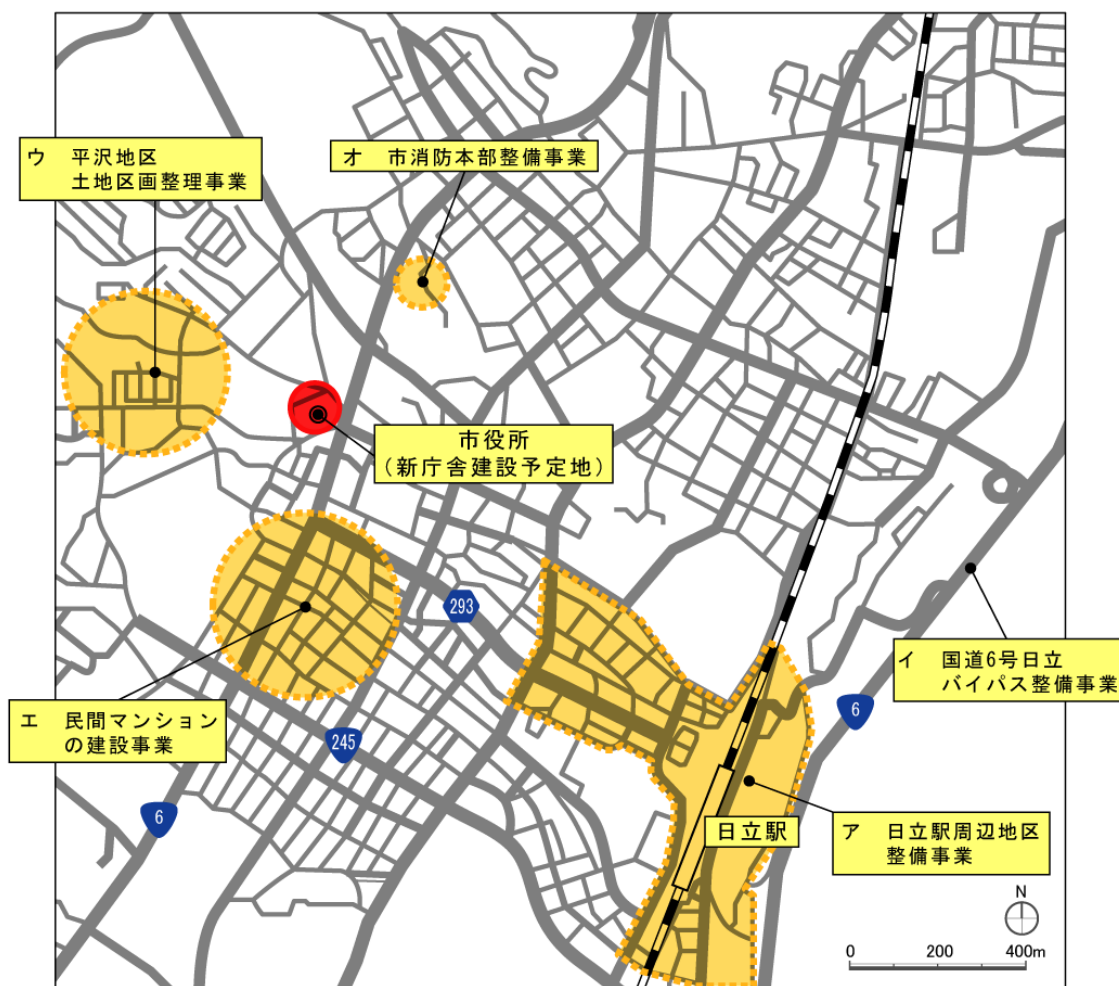 ウ 平沢地区
土地区画整理事業
オ 市消防本部整備事業
市役所
（新庁舎建設予定地）
293
イ 国道6号日立
バイパス整備事業
6
エ 民間マンション
の建設事業
245
6
日立駅
ア 日立駅周辺地区
整備事業
N
0 200 400m